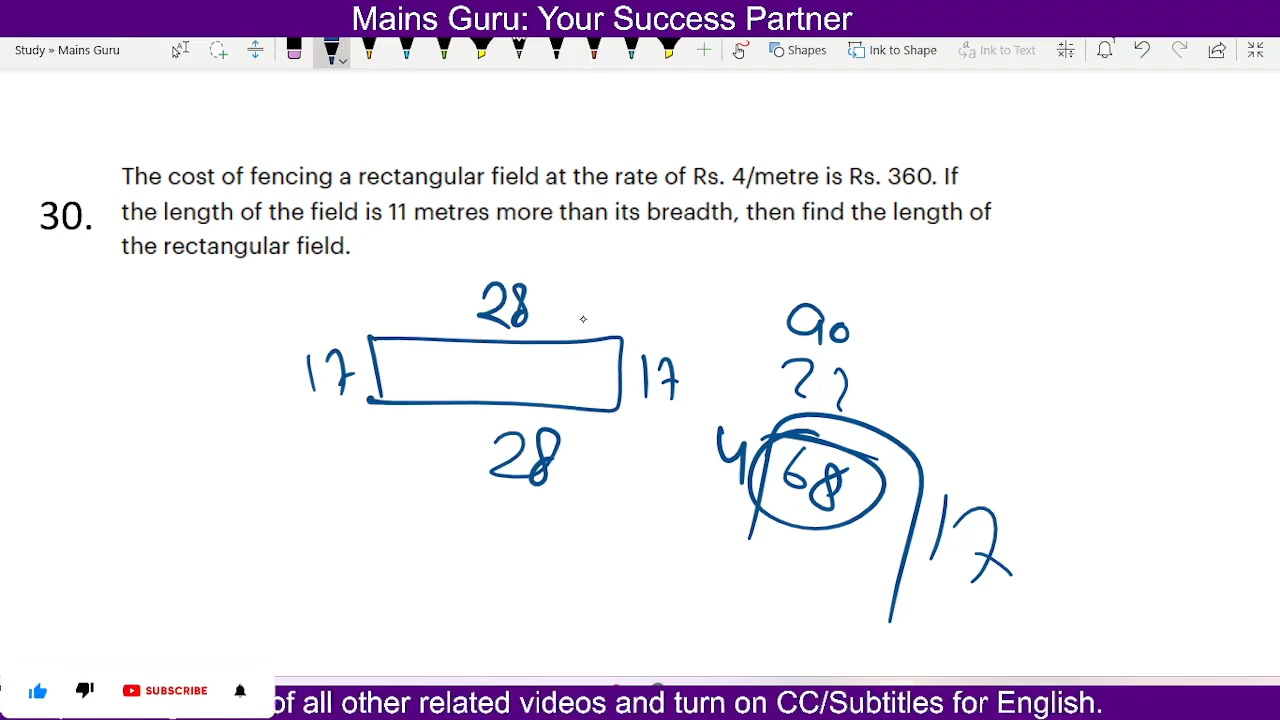 Mains Guru: Your Success Partner
Study » Mains Guru
Shapes
Ink to Shape
Ink to Text
The cost of fencing a rectangular field at the rate of Rs. 4/metre is Rs. 360. If
30.
the length of the field is 11 metres more than its breadth, then find the length of
the rectangular field.
28
90
17
17
22
28
4
68
17
SUBSCRIBE
of all other related videos and turn on CC/Subtitles for English.